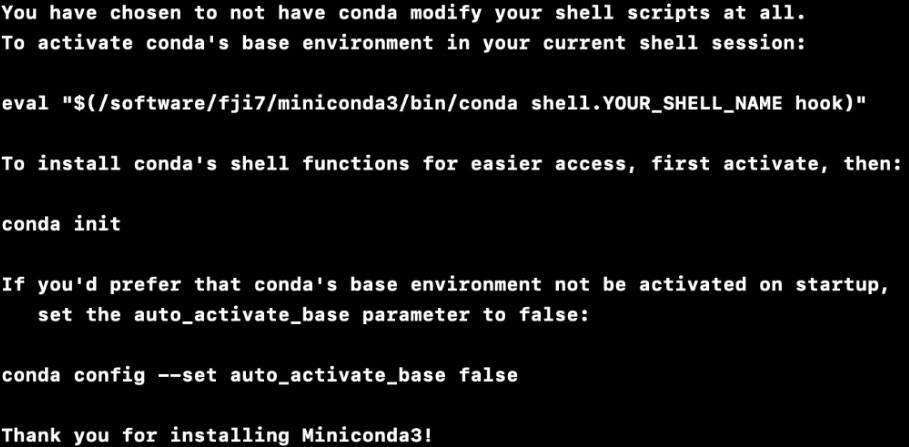 You have chosen to not have conda modify your shell scripts at all.
To activate conda's base environment in your current shell session:
eval "$(/software/fji7/miniconda3/bin/conda shell.YOUR_SHELL_NAME hook)"
To install conda's shell functions for easier access, first activate, then:
conda init
If you'd prefer that conda's base environment not be activated on startup,
set the auto_activate_base parameter to false:
conda config --set auto_activate_base false
Thank you for installing Miniconda3!